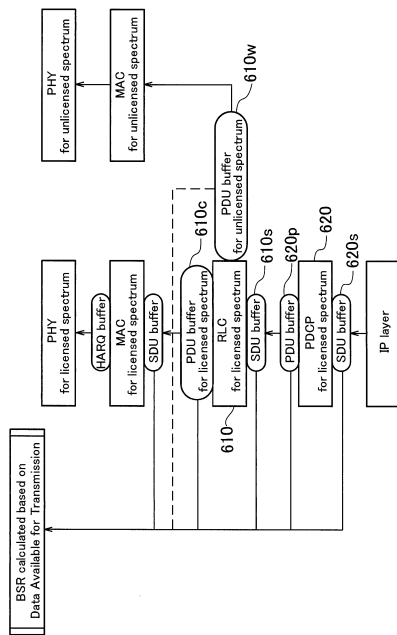 BSR calculated based on
Data Available for Transmission
PHY
for licensed spectrum
HARQ buffer
MAC
for licensed spectrum
SDU buffer
PDU buffer
for licensed spectrum
610c
RLC
for licensed spectrum
610
SDU buffer
610s
PDU buffer
620p
PDCP
for licensed spectrum
620
SDU buffer
620s
IP layer
PHY
for unlicensed spectrum
MAC
for unlicensed spectrum
PDU buffer
for unlicensed spectrum
610w